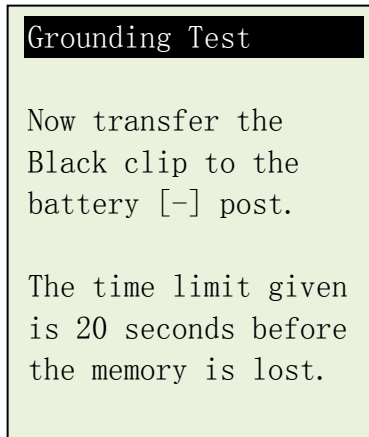 Grounding Test
Now transfer the
Black clip to the
battery [-] post.
The time limit given
is 20 seconds before
the memory is lost.